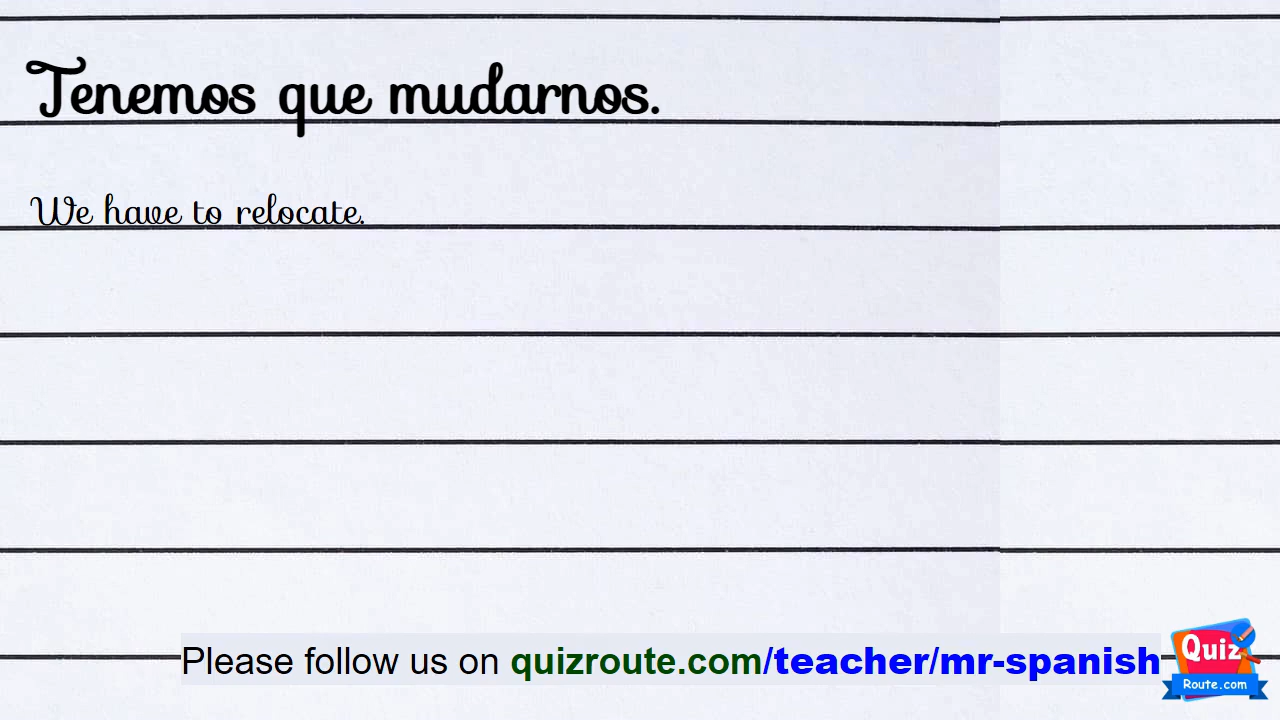 Tenemos que mudarnos.
We have to relocate.
Please follow us on quizroute.com/teacher/mr-spanish
Quiz
Route.com